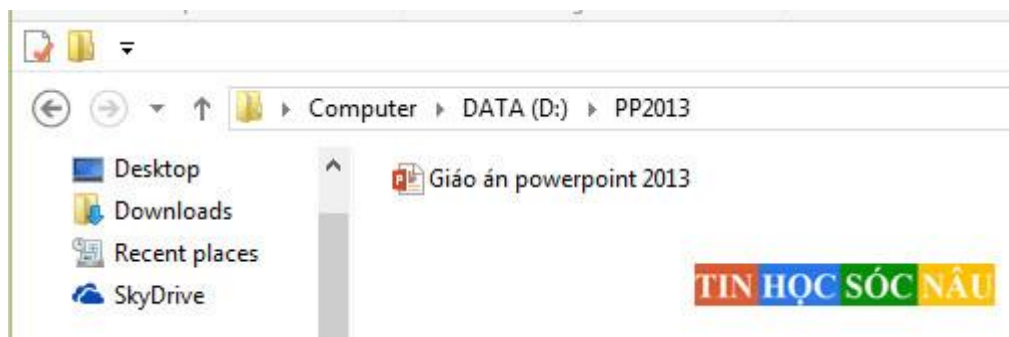 Computer DATA (D:) PP2013
Desktop
Giáo án powerpoint 2013
Downloads
Recent places
SkyDrive
TIN HỌC SÓC NÂU